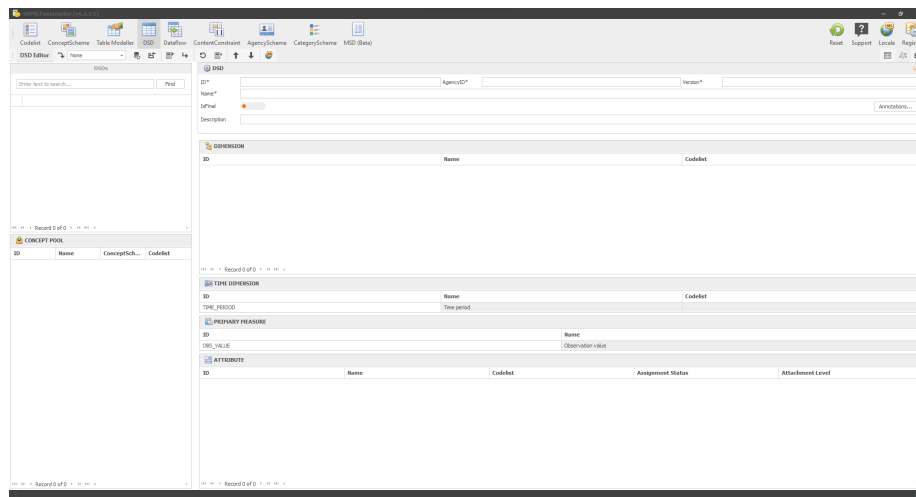 Codelist ConceptScheme Table Modeller DSD Dataflow ContentConstraint AgencyScheme CategoryScheme MSD (Beta) Reset Support Locale
DSD Editor None
DSDs
Enter text to search... Find
Record 0 of 0
CONCEPT POOL
ID Name ConceptSch... Codelist
Record 0 of 0
DSD
ID* AgencyID* Version*
Name*
IsFinal Annotations...
Description
DIMENSION
ID Name Codelist
Record 0 of 0
TIME DIMENSION
ID Name Codelist
TIME_PERIOD Time period
PRIMARY MEASURE
ID Name
OBS_VALUE Observation value
ATTRIBUTE
ID Name Codelist Assignment Status Attachment Level
Record 0 of 0